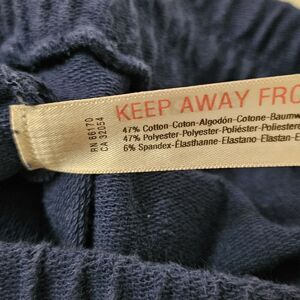 KEEP AWAY FRO
RN 66170
CA 32054
47% Cotton-Coton-Algodón-Cotone-Baumw
47% Polyester-Polyester-Poliéster-Poliestere
6% Spandex-Élasthanne-Elastano-Elastan-E